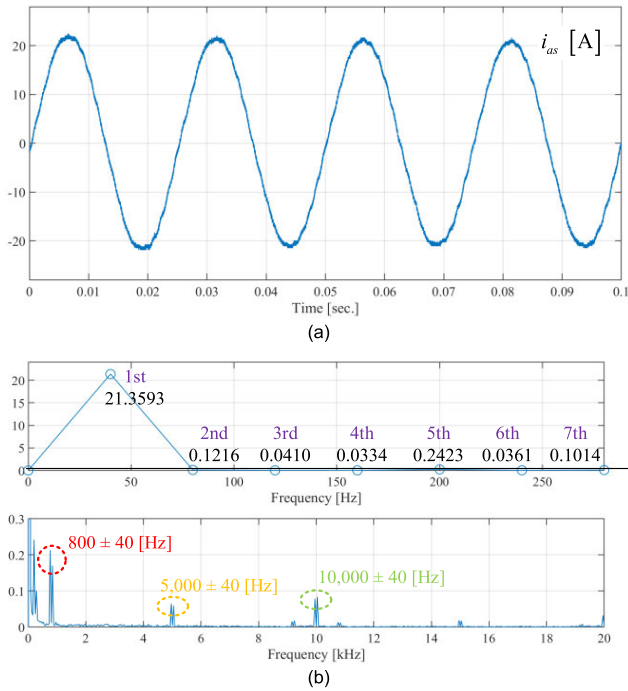 20
10
0
-10
-20
i_as [A]
0 0.01 0.02 0.03 0.04 0.05 0.06 0.07 0.08 0.09 0.1
Time [sec.]
(a)
20
15
10
5
0
1st
21.3593
2nd 3rd 4th 5th 6th 7th
0.1216 0.0410 0.0334 0.2423 0.0361 0.1014
0 50 100 150 200 250
Frequency [Hz]
0.3
0.2
0.1
0
800 ± 40 [Hz]
5,000 ± 40 [Hz]
10,000 ± 40 [Hz]
0 2 4 6 8 10 12 14 16 18 20
Frequency [kHz]
(b)